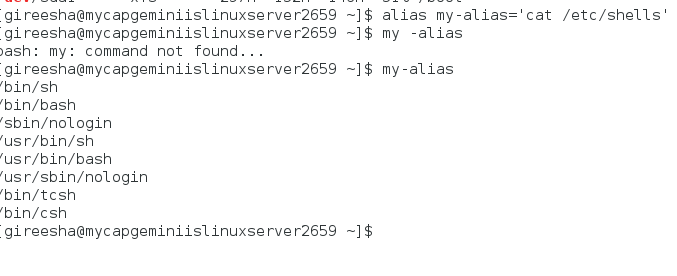 [gireesha@mycapgeminiislinuxserver2659 ~]$ alias my-alias='cat /etc/shells'
[gireesha@mycapgeminiislinuxserver2659 ~]$ my -alias
bash: my: command not found...
[gireesha@mycapgeminiislinuxserver2659 ~]$ my-alias
/bin/sh
/bin/bash
/sbin/nologin
/usr/bin/sh
/usr/bin/bash
/usr/sbin/nologin
/bin/tcsh
/bin/csh
[gireesha@mycapgeminiislinuxserver2659 ~]$